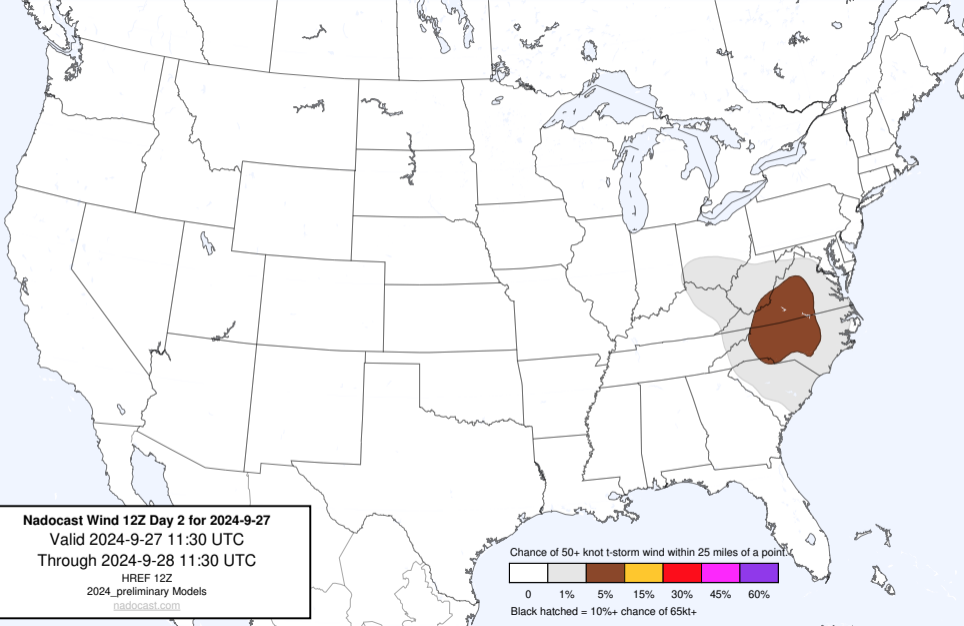 Nadocast Wind 12Z Day 2 for 2024-9-27
Valid 2024-9-27 11:30 UTC
Through 2024-9-28 11:30 UTC
HREF 12Z
2024_preliminary Models
nadocast.com
Chance of 50+ knot t-storm wind within 25 miles of a point.
0 1% 5% 15% 30% 45% 60%
Black hatched = 10%+ chance of 65kt+